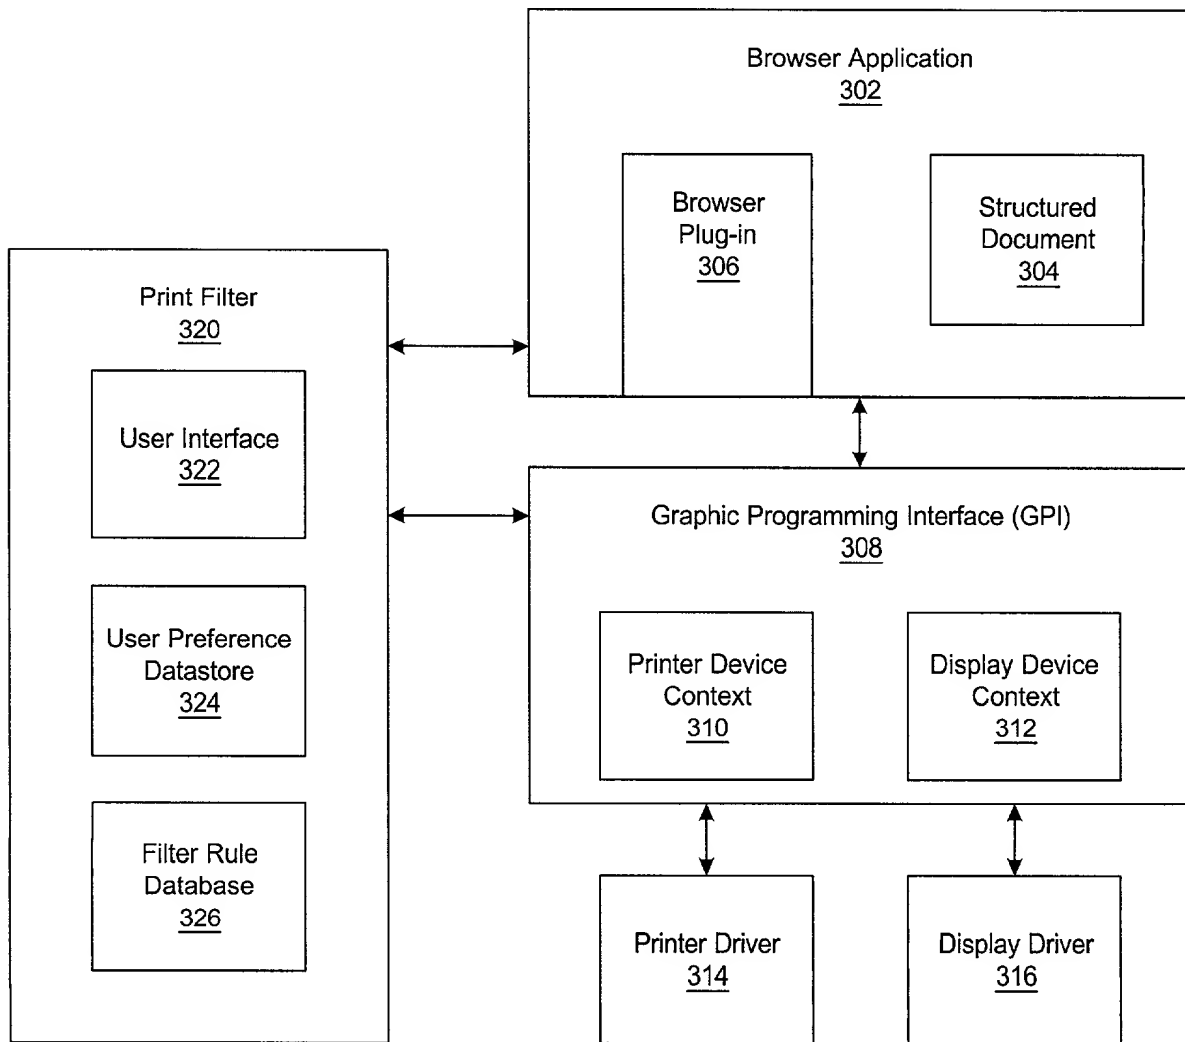 Browser Application
302
Browser
Plug-in
306
Structured
Document
304
Print Filter
320
User Interface
322
User Preference
Datastore
324
Filter Rule
Database
326
Graphic Programming Interface (GPI)
308
Printer Device
Context
310
Display Device
Context
312
Printer Driver
314
Display Driver
316